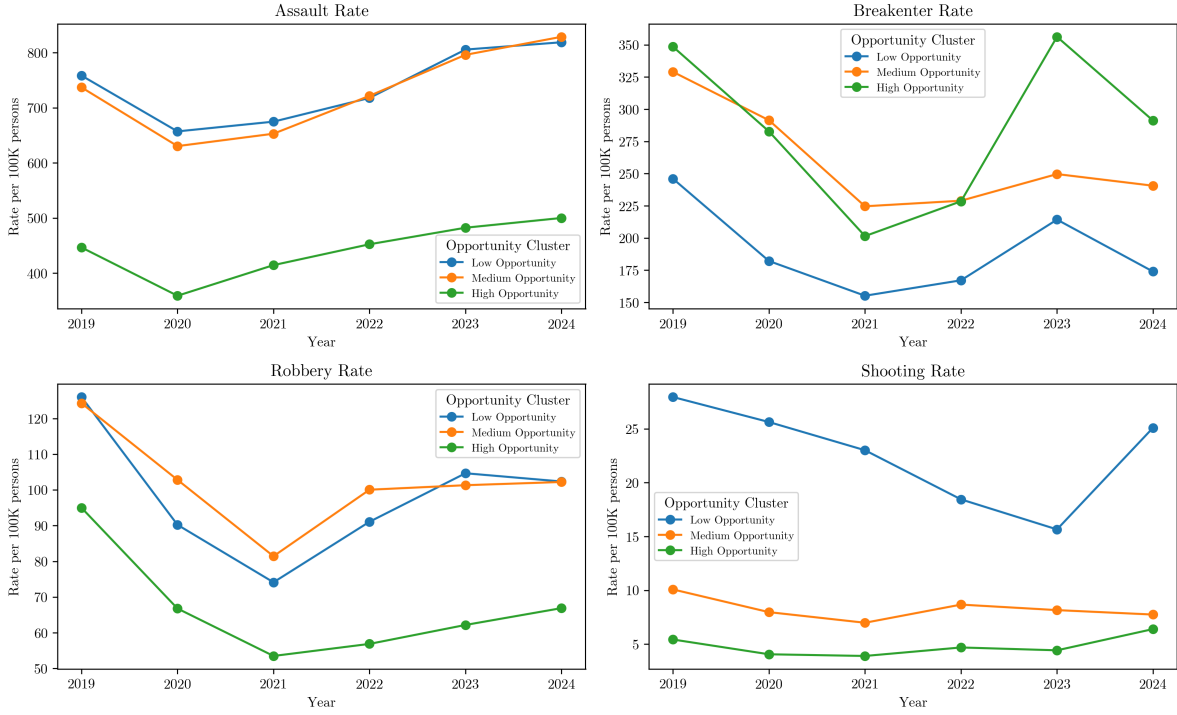 Assault Rate
Rate per 100K persons
800
700
600
500
400
Opportunity Cluster
Low Opportunity
Medium Opportunity
High Opportunity
2019 2020 2021 2022 2023 2024
Year
Breakenter Rate
Rate per 100K persons
350
325
300
275
250
225
200
175
150
Opportunity Cluster
Low Opportunity
Medium Opportunity
High Opportunity
2019 2020 2021 2022 2023 2024
Year
Robbery Rate
Rate per 100K persons
120
110
100
90
80
70
60
50
Opportunity Cluster
Low Opportunity
Medium Opportunity
High Opportunity
2019 2020 2021 2022 2023 2024
Year
Shooting Rate
Rate per 100K persons
25
20
15
10
5
Opportunity Cluster
Low Opportunity
Medium Opportunity
High Opportunity
2019 2020 2021 2022 2023 2024
Year